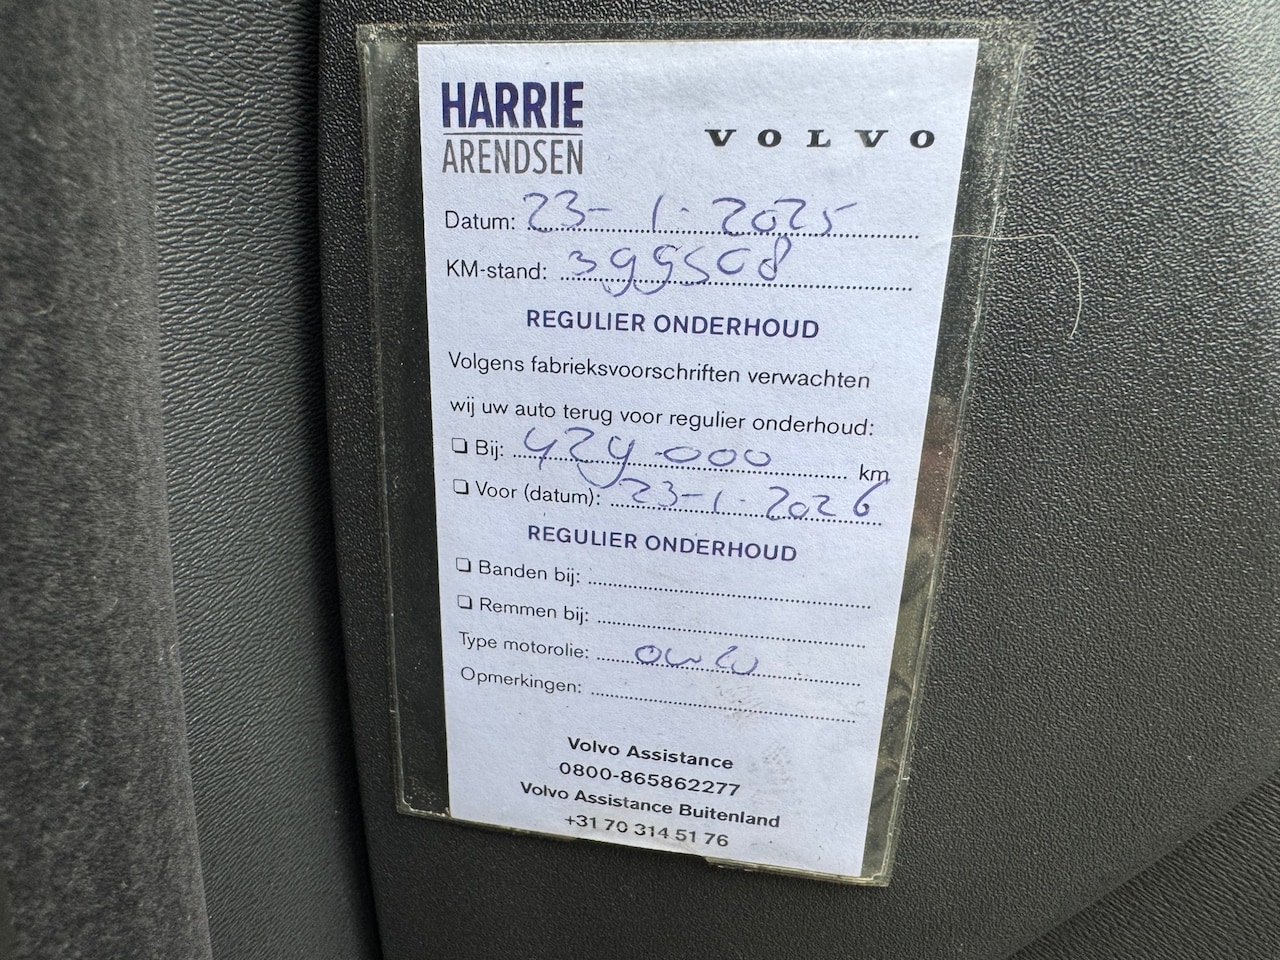 HARRIE
ARENDSEN
VOLVO
Datum: 23-1-2025
KM-stand: 399508
REGULIER ONDERHOUD
Volgens fabrieksvoorschriften verwachten
wij uw auto terug voor regulier onderhoud:
Bij: 429.000 km
Voor (datum): 23-1-2026
REGULIER ONDERHOUD
Banden bij:
Remmen bij:
Type motorolie: 0w20
Opmerkingen:
Volvo Assistance
0800-865862277
Volvo Assistance Buitenland
+31 70 314 51 76